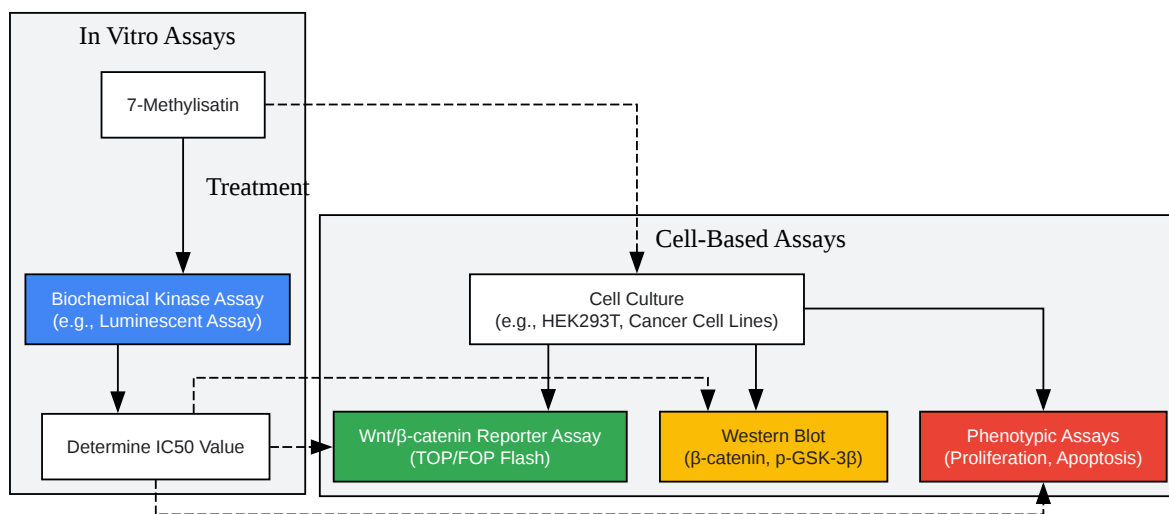 In Vitro Assays
7-Methylisatin
Treatment
Cell-Based Assays
Biochemical Kinase Assay
(e.g., Luminescent Assay)
Cell Culture
(e.g., HEK293T, Cancer Cell Lines)
Determine IC50 Value
Wnt/β-catenin Reporter Assay
(TOP/FOP Flash)
Western Blot
(β-catenin, p-GSK-3β)
Phenotypic Assays
(Proliferation, Apoptosis)